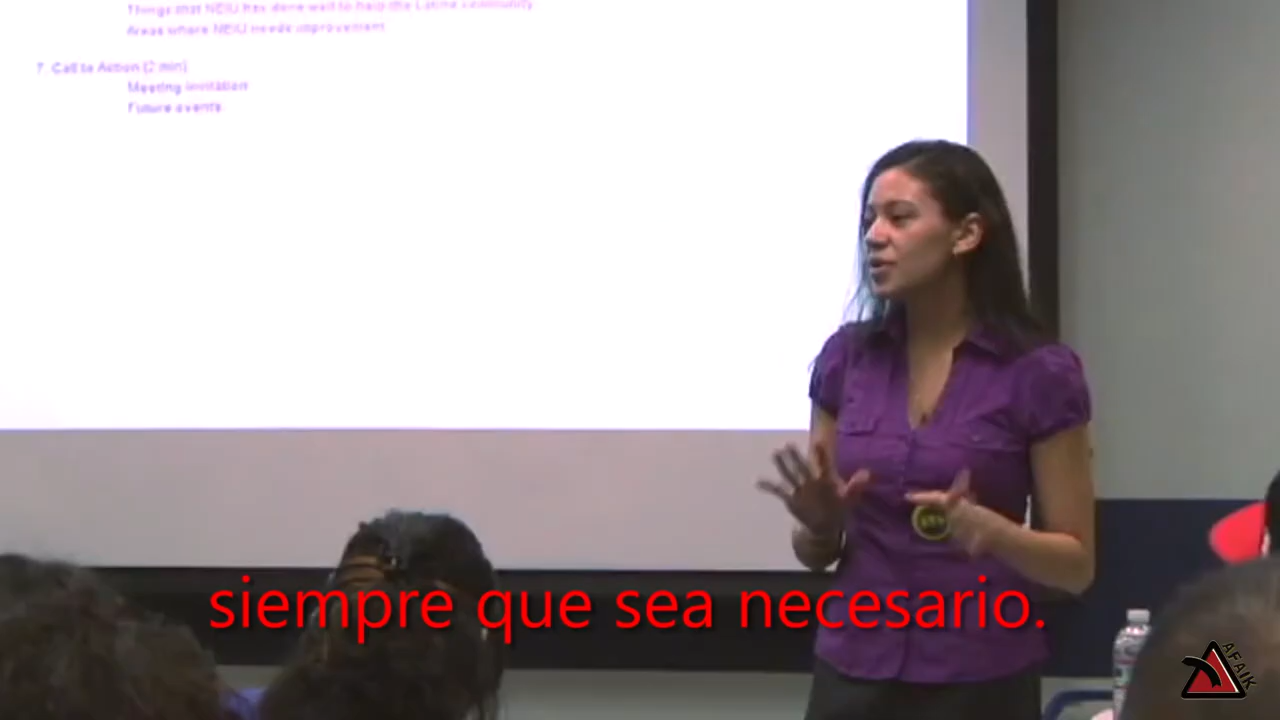 Things that NEIU has done well to help the Latino community
Areas where NEIU needs improvement
7. Call to Action (2 min)
Meeting invitation
Future events
siempre que sea necesario.
AFAIK